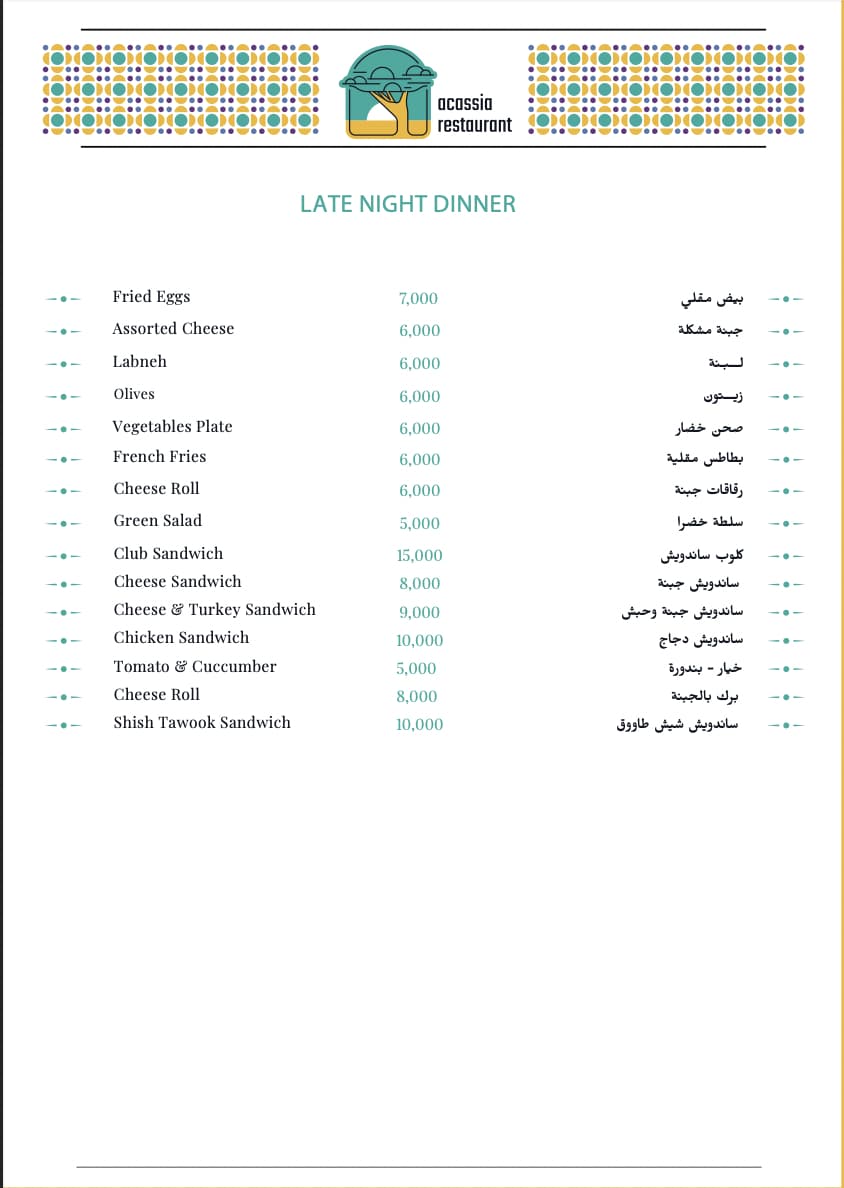 acassia
restaurant
LATE NIGHT DINNER
Fried Eggs 7,000 بيض مقلي
Assorted Cheese 6,000 جبنة مشكلة
Labneh 6,000 لـــبـنة
Olives 6,000 زيـــتون
Vegetables Plate 6,000 صحن خضار
French Fries 6,000 بطاطس مقلية
Cheese Roll 6,000 رقاقات جبنة
Green Salad 5,000 سلطة خضرا
Club Sandwich 15,000 كلوب ساندويش
Cheese Sandwich 8,000 ساندويش جبنة
Cheese & Turkey Sandwich 9,000 ساندويش جبنة وحبش
Chicken Sandwich 10,000 ساندويش دجاج
Tomato & Cuccumber 5,000 خيار - بندورة
Cheese Roll 8,000 برك بالجبنة
Shish Tawook Sandwich 10,000 ساندويش شيش طاووق